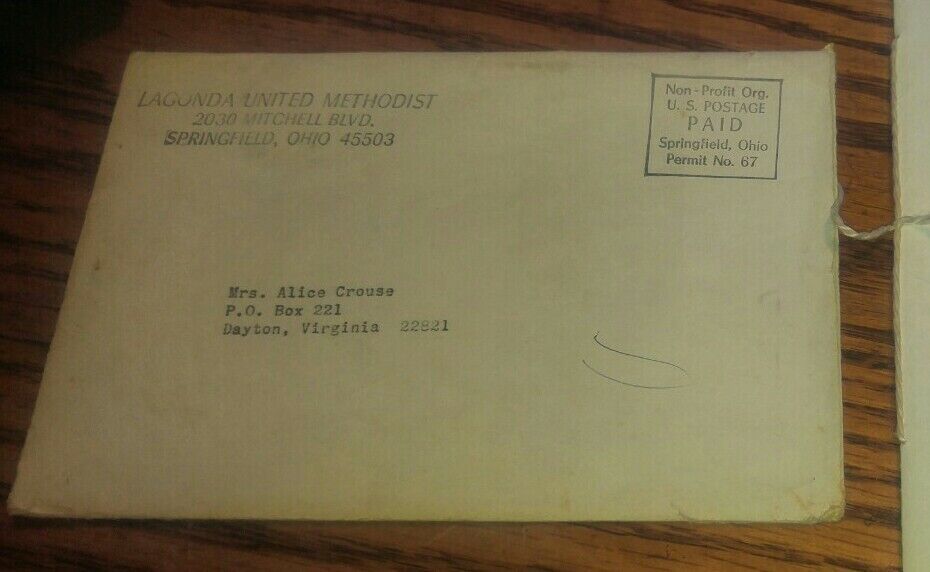 LAGONDA UNITED METHODIST
2030 MITCHELL BLVD.
SPRINGFIELD, OHIO 45503
Non-Profit Org.
U. S. POSTAGE
PAID
Springfield, Ohio
Permit No. 67
Mrs. Alice Crouse
P.O. Box 221
Dayton, Virginia 22821